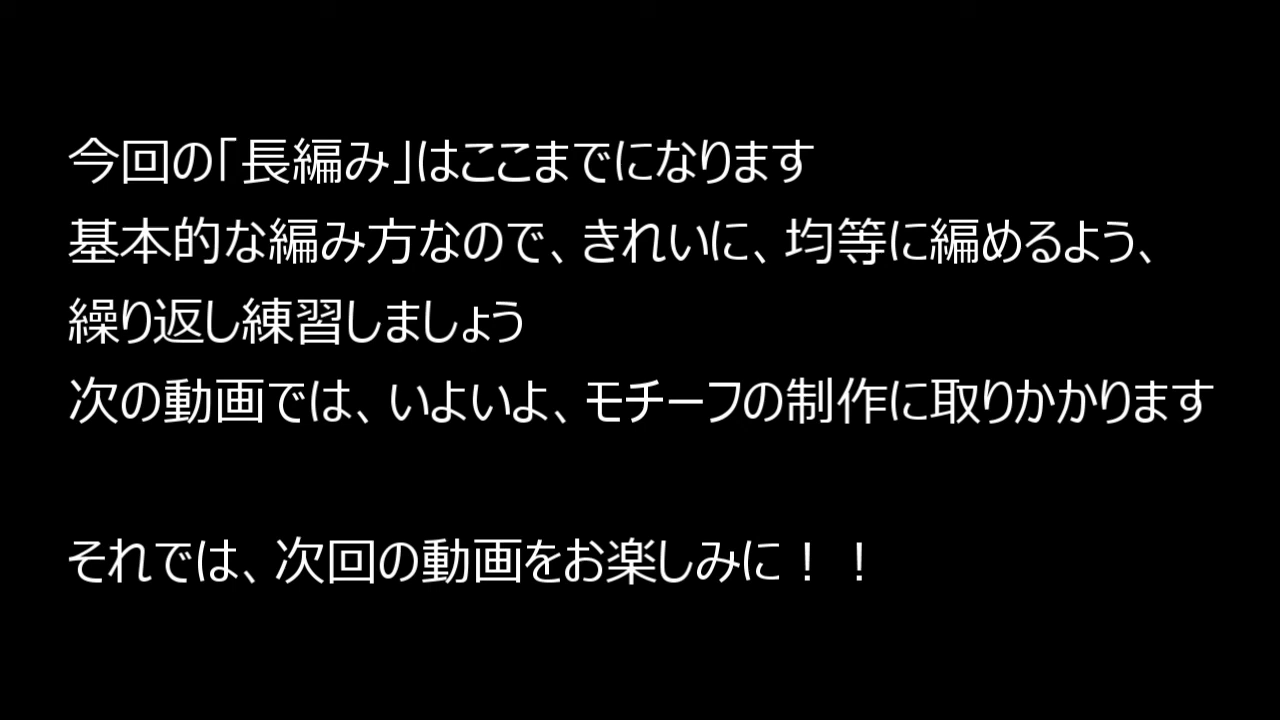 今回の「長編み」はここまでになります
基本的な編み方なので、きれいに、均等に編めるよう、
繰り返し練習しましょう
次の動画では、いよいよ、モチーフの制作に取りかかります
それでは、次回の動画をお楽しみに！！